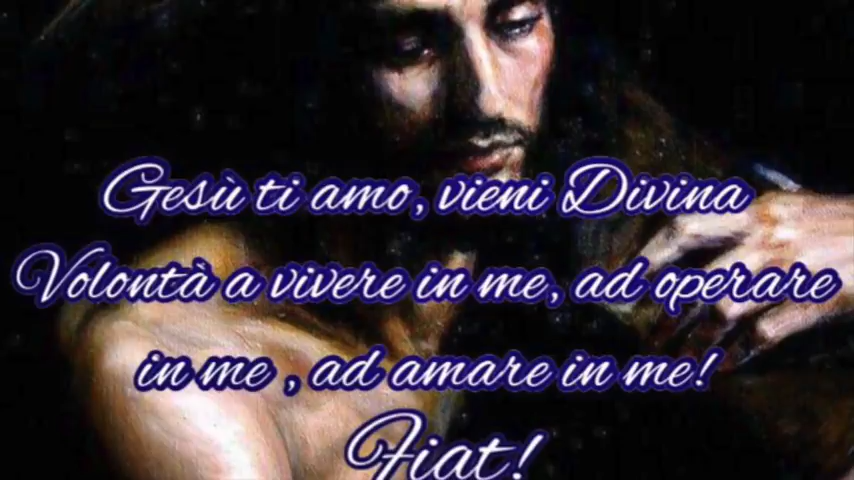 Gesù ti amo, vieni Divina
Volontà a vivere in me, ad operare
in me , ad amare in me!
Fiat!